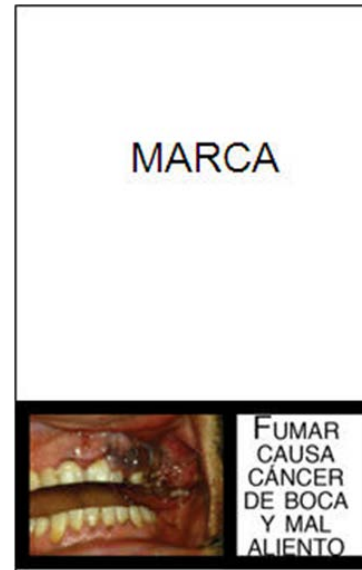 MARCA
FUMAR
CAUSA
CÁNCER
DE BOCA
Y MAL
ALIENTO